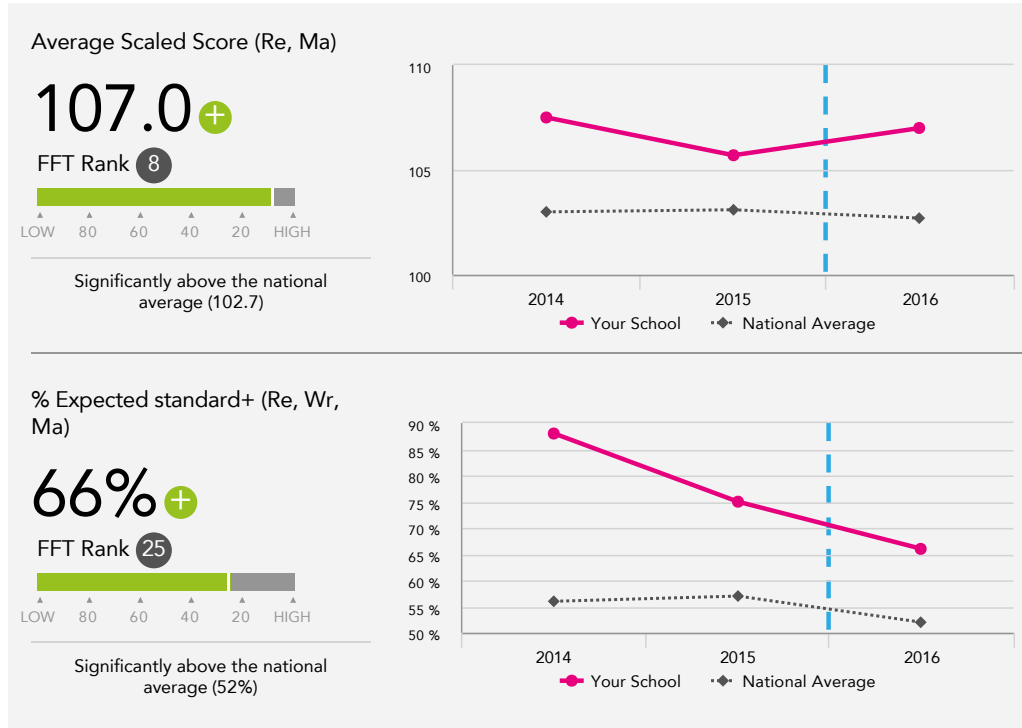 Average Scaled Score (Re, Ma)
107.0 +
FFT Rank 8
LOW 80 60 40 20 HIGH
Significantly above the national
average (102.7)
110
105
100
2014 2015 2016
Your School National Average
% Expected standard+ (Re, Wr,
Ma)
66% +
FFT Rank 25
LOW 80 60 40 20 HIGH
Significantly above the national
average (52%)
90 %
85 %
80 %
75 %
70 %
65 %
60 %
55 %
50 %
2014 2015 2016
Your School National Average